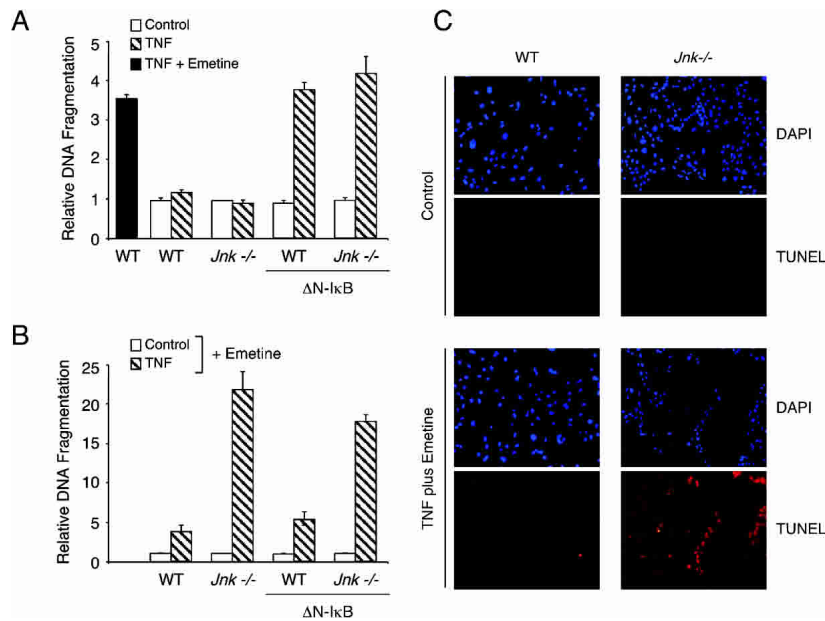 A
Control
TNF
TNF + Emetine
Relative DNA Fragmentation
5
4
3
2
1
0
WT
WT
Jnk -/-
WT
Jnk -/-
ΔN-IκB
B
Control
TNF
+ Emetine
Relative DNA Fragmentation
25
20
15
10
5
0
WT
Jnk -/-
WT
Jnk -/-
ΔN-IκB
C
WT
Jnk-/-
Control
DAPI
TUNEL
TNF plus Emetine
DAPI
TUNEL